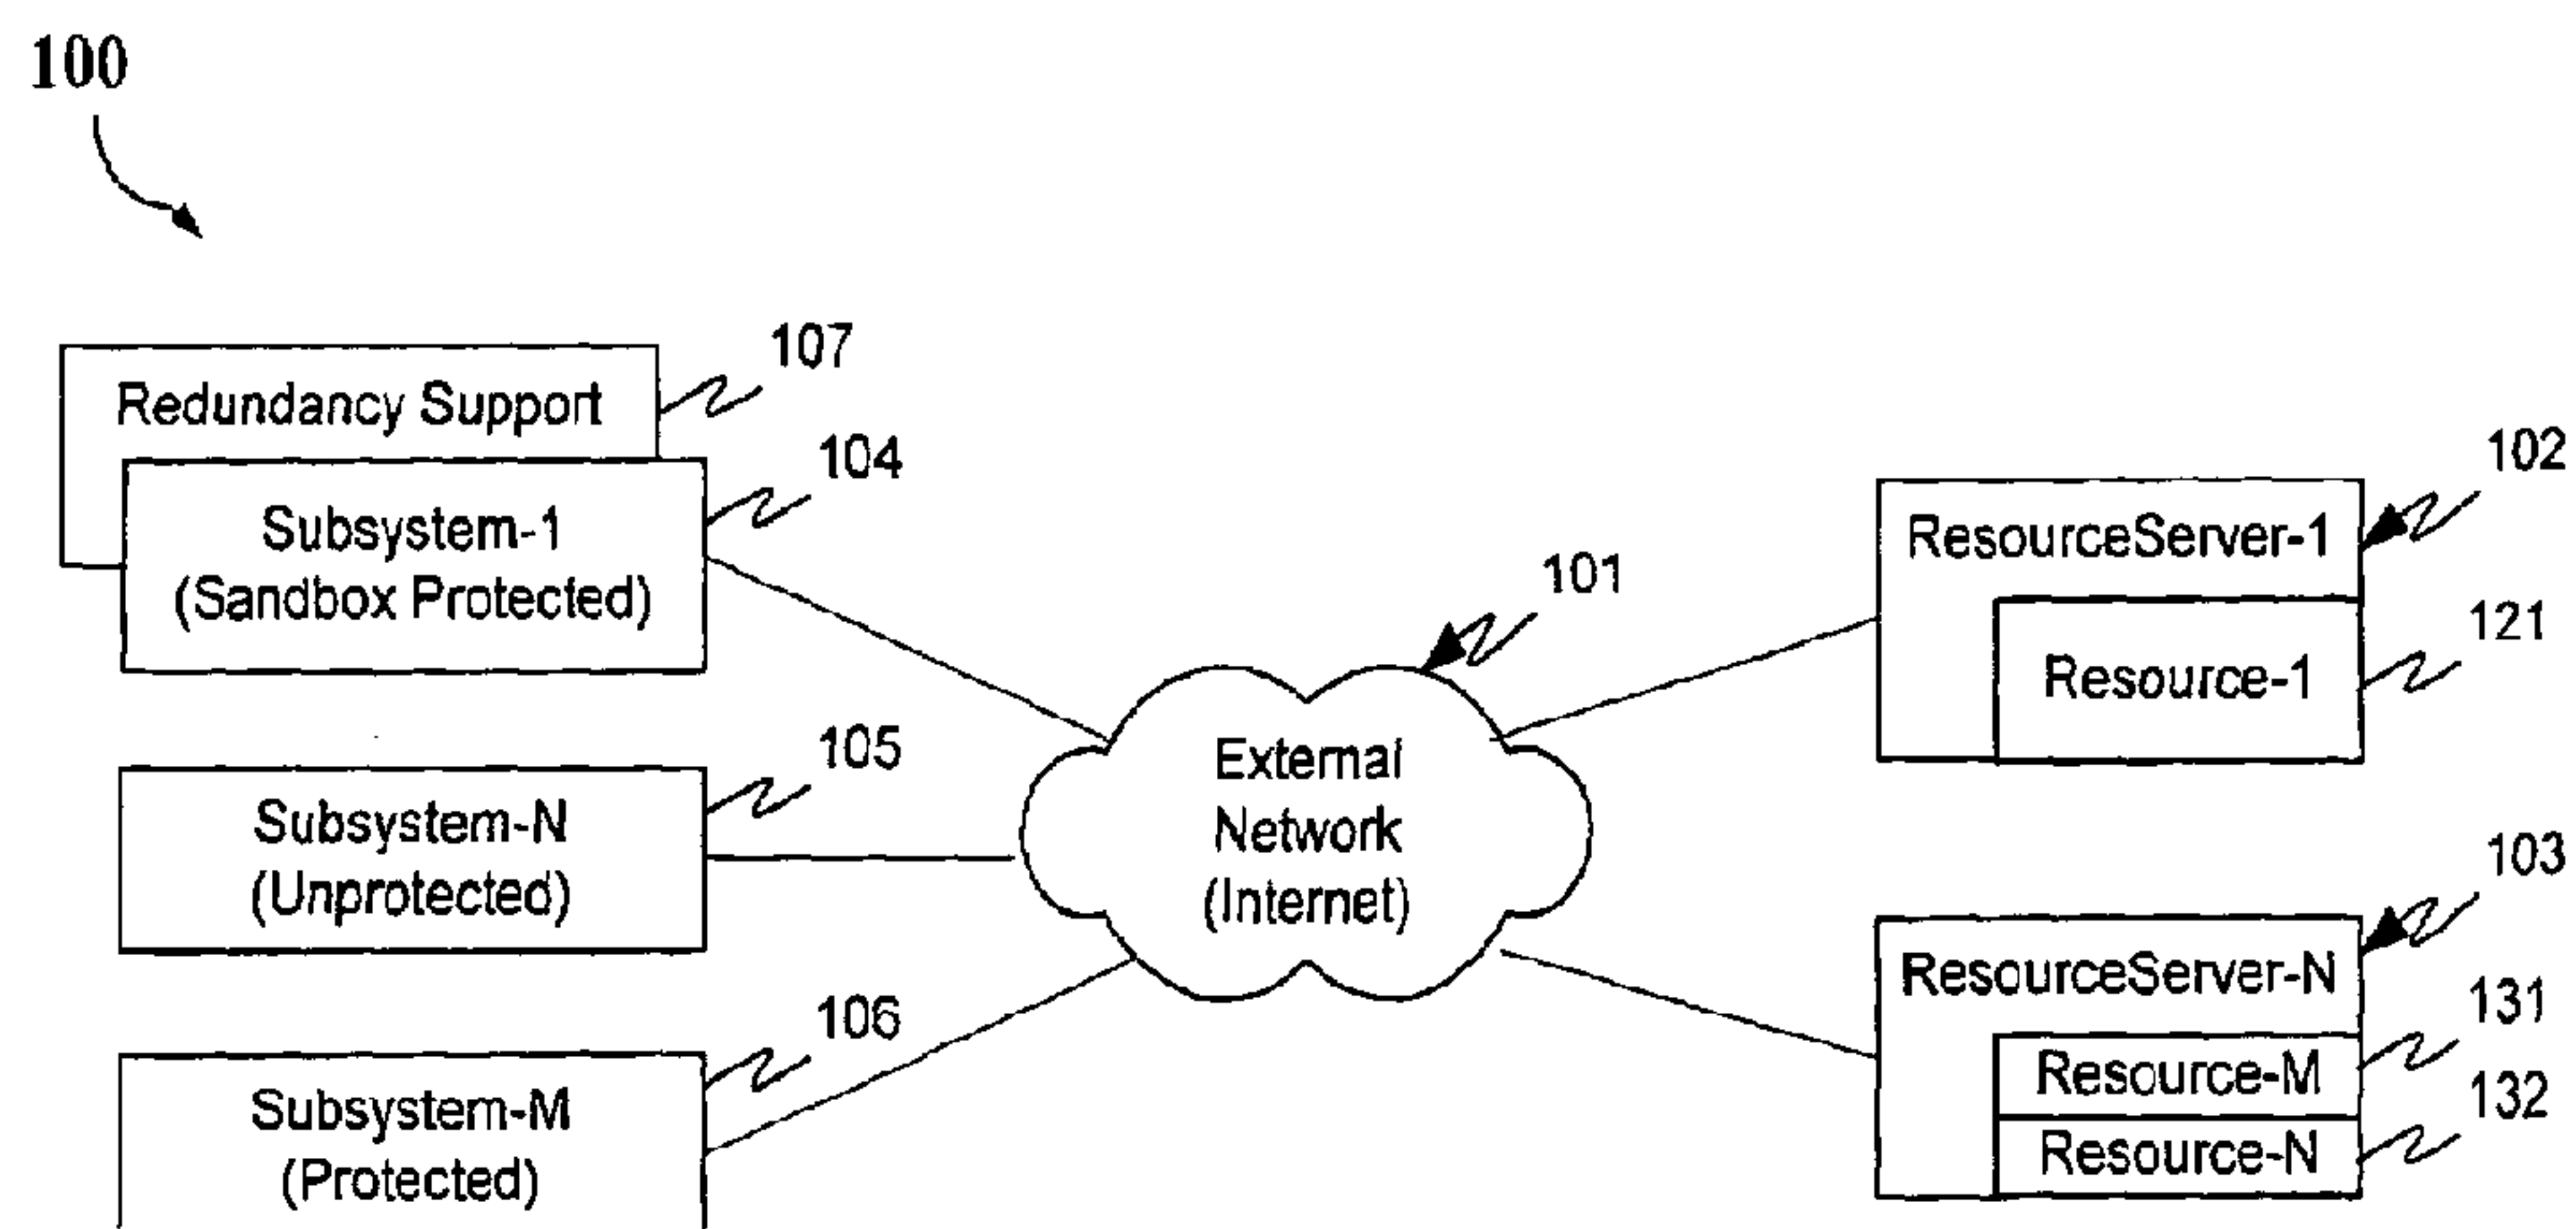 100
107
Redundancy Support
104
Subsystem-1
(Sandbox Protected)
105
Subsystem-N
(Unprotected)
106
Subsystem-M
(Protected)
101
External
Network
(Internet)
102
ResourceServer-1
121
Resource-1
103
ResourceServer-N
131
Resource-M
132
Resource-N